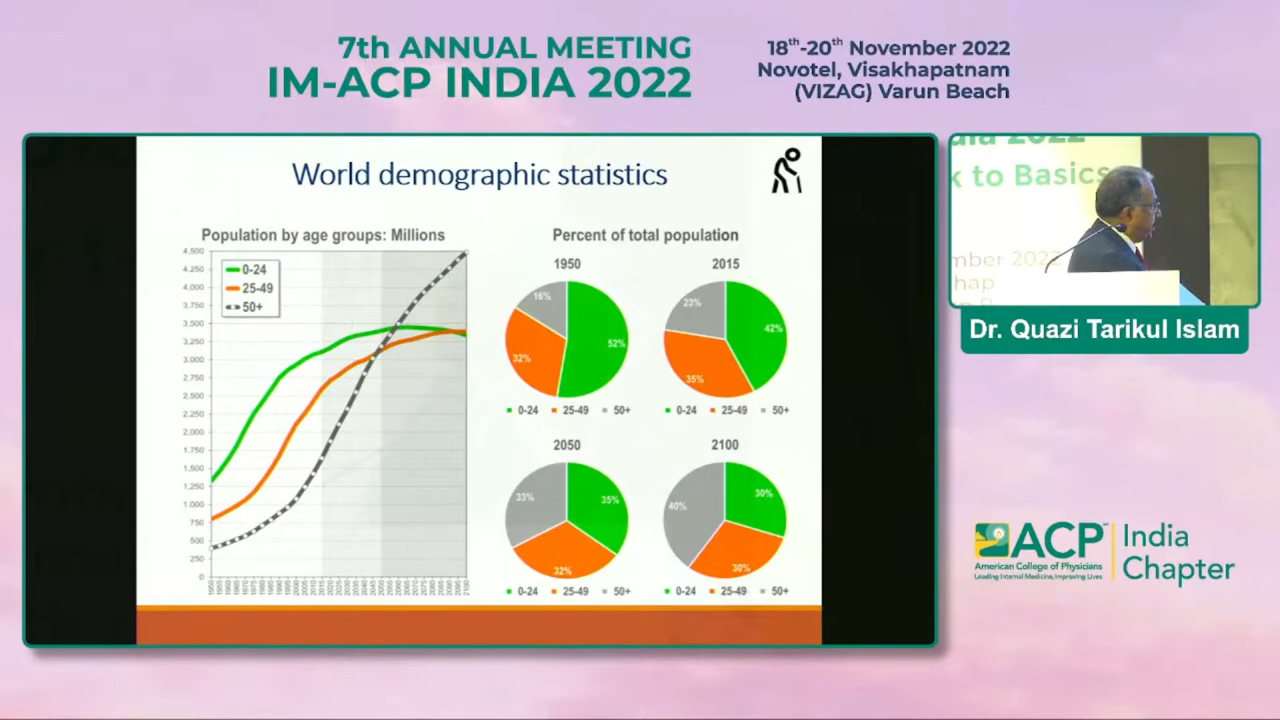 7th ANNUAL MEETING
IM-ACP INDIA 2022
18th-20th November 2022
Novotel, Visakhapatnam
(VIZAG) Varun Beach
World demographic statistics
Population by age groups: Millions
4,500
4,250
4,000
3,750
3,500
3,250
3,000
2,750
2,500
2,250
2,000
1,750
1,500
1,250
1,000
750
500
250
0
0-24
25-49
50+
Percent of total population
1950
16%
52%
32%
0-24 25-49 50+
2015
23%
42%
35%
0-24 25-49 50+
2050
33%
35%
32%
0-24 25-49 50+
2100
40%
30%
30%
0-24 25-49 50+
2022
k to Basics
mber 2022
hap
Dr. Quazi Tarikul Islam
ACP
American College of Physicians
Leading Internal Medicine, Improving Lives
India
Chapter